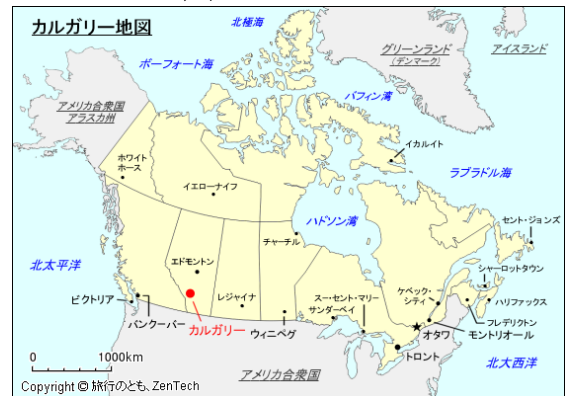 カルガリー地図
北極海
グリーンランド
(デンマーク)
アイスランド
ボーフォート海
バフィン湾
アメリカ合衆国
アラスカ州
イカルイト
ホワイト
ホース
イエローナイフ
ラブラドル海
ハドソン湾
セント・ジョンズ
チャーチル
北太平洋
エドモントン
シャーロットタウン
ケベック・
シティ
ビクトリア
レジャイナ
スー・セント・マリー
ハリファックス
バンクーバー
カルガリー
サンダーベイ
フレデリクトン
ウィニペグ
オタワ
モントリオール
トロント
北大西洋
0
1000km
アメリカ合衆国
Copyright © 旅行のとも、ZenTech